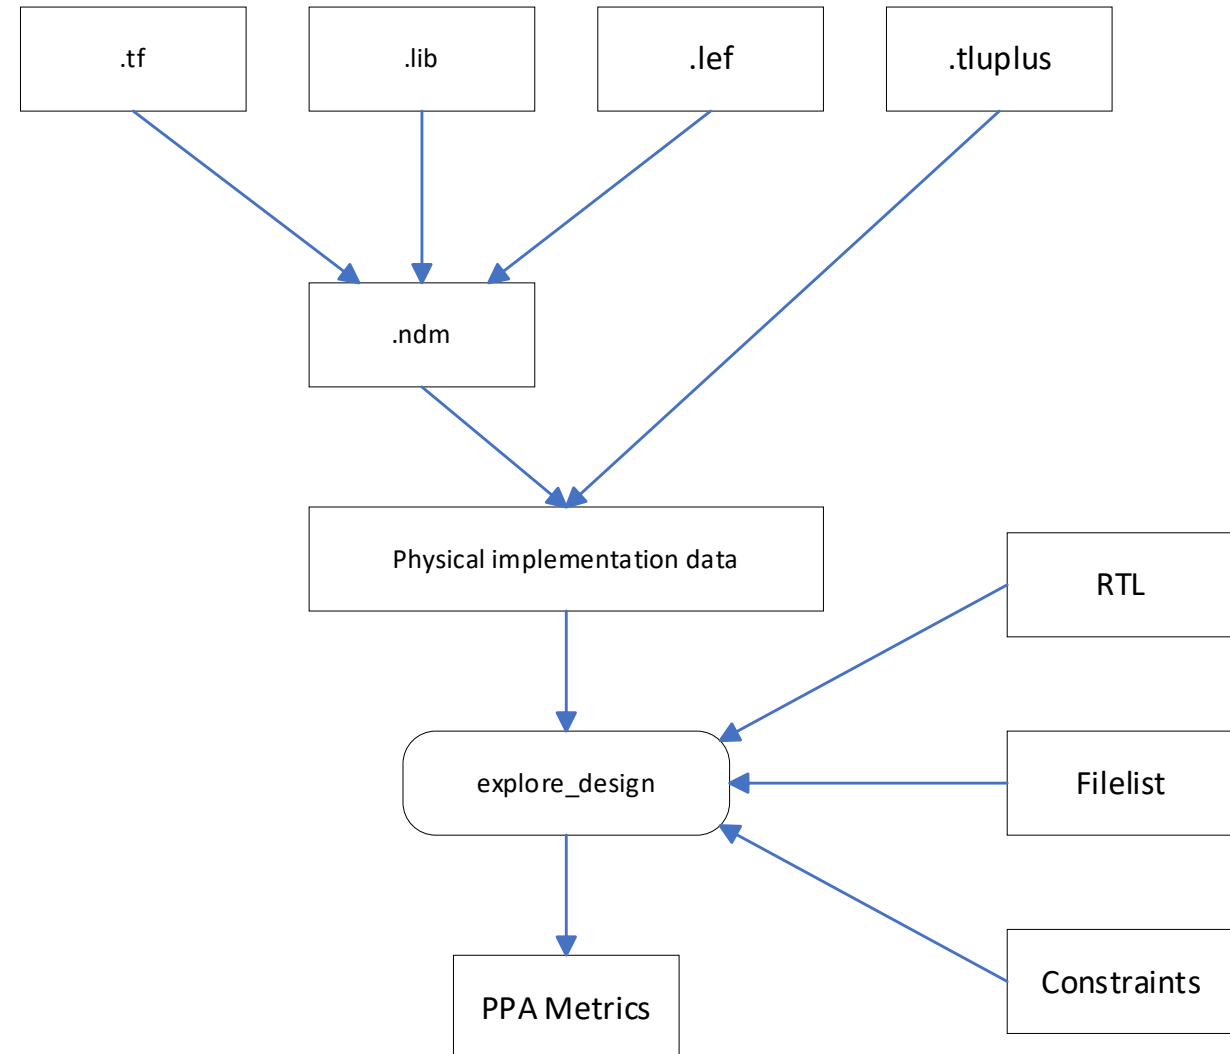 .tf
.lib
.lef
.tluplus
.ndm
Physical implementation data
RTL
explore_design
Filelist
Constraints
PPA Metrics